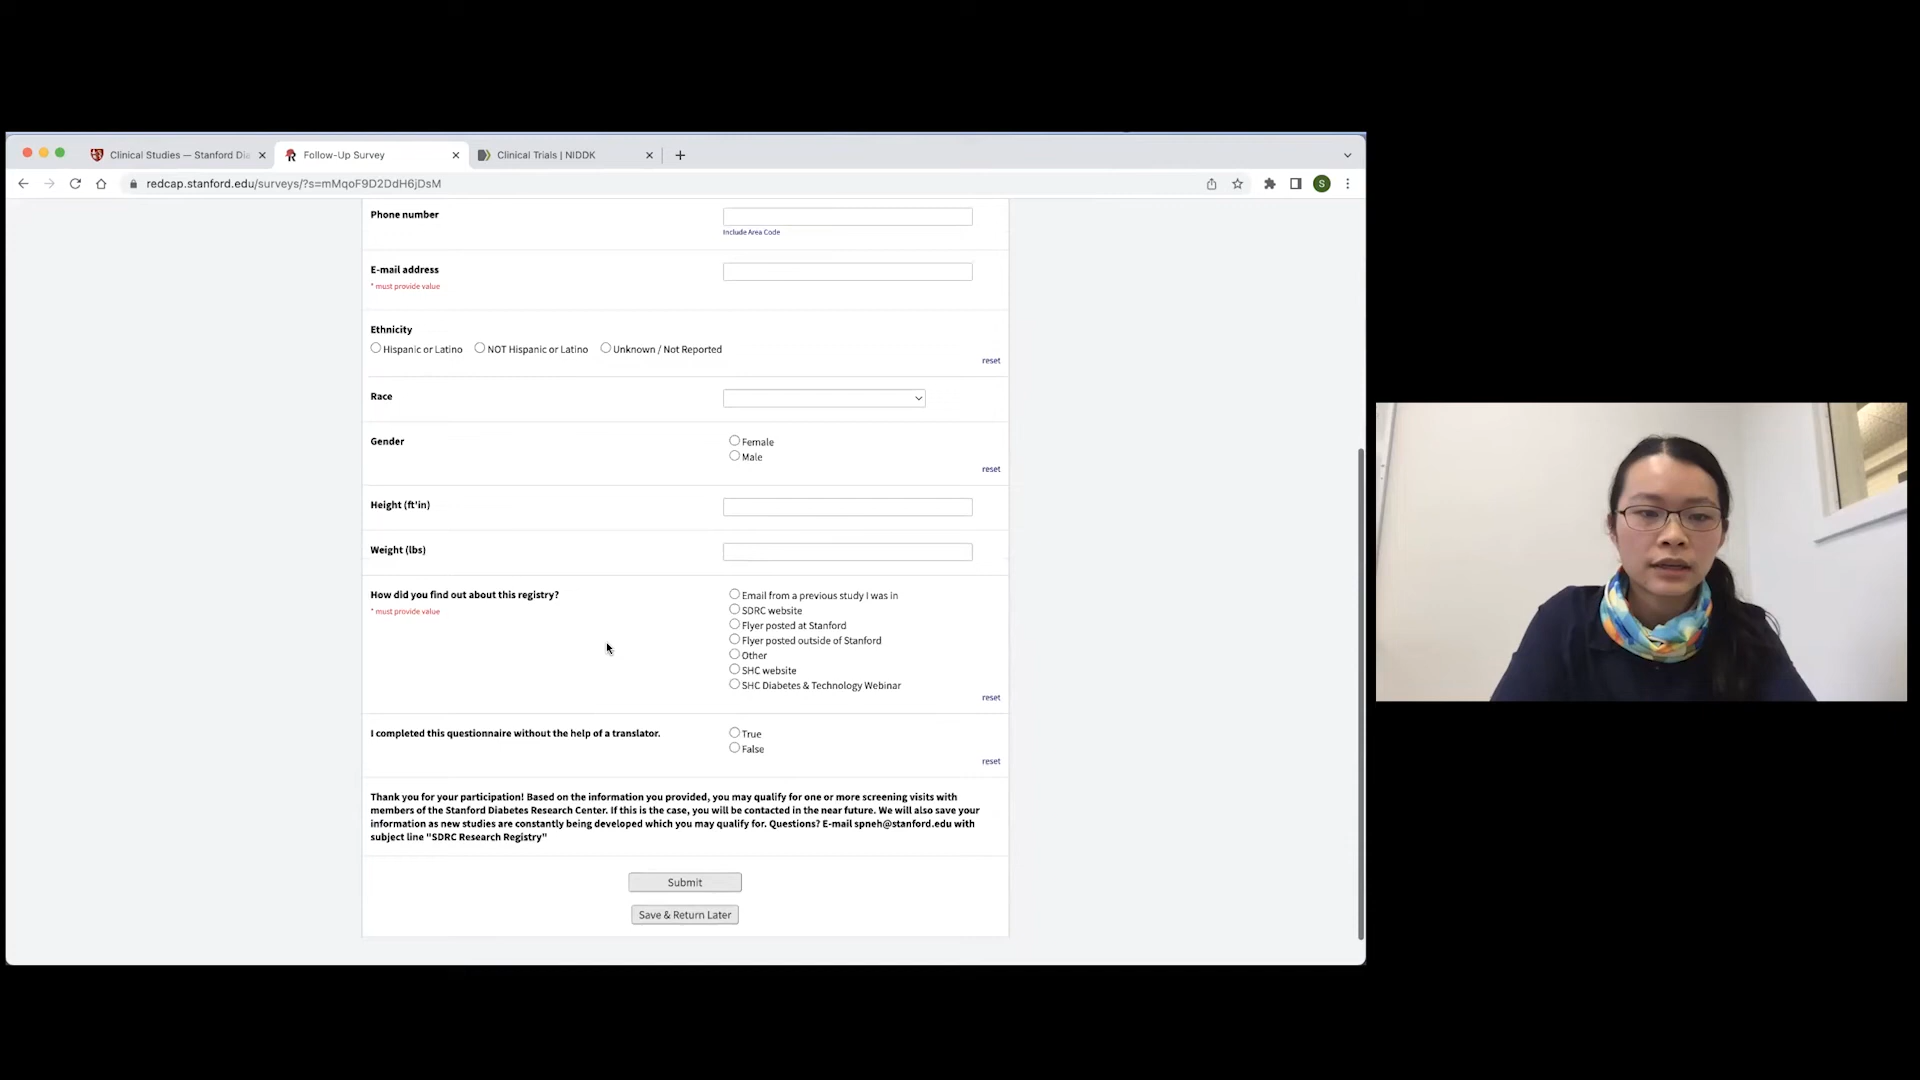 Clinical Studies — Stanford Dia
Follow-Up Survey
Clinical Trials | NIDDK
redcap.stanford.edu/surveys/?s=mMqoF9D2DdH6jDsM
S
Phone number
Include Area Code
E-mail address
* must provide value
Ethnicity
Hispanic or Latino NOT Hispanic or Latino Unknown / Not Reported
reset
Race
Gender
Female
Male
reset
Height (ft'in)
Weight (lbs)
How did you find out about this registry?
* must provide value
Email from a previous study I was in
SDRC website
Flyer posted at Stanford
Flyer posted outside of Stanford
Other
SHC website
SHC Diabetes & Technology Webinar
reset
I completed this questionnaire without the help of a translator.
True
False
reset
Thank you for your participation! Based on the information you provided, you may qualify for one or more screening visits with
members of the Stanford Diabetes Research Center. If this is the case, you will be contacted in the near future. We will also save your
information as new studies are constantly being developed which you may qualify for. Questions? E-mail spneh@stanford.edu with
subject line "SDRC Research Registry"
Submit
Save & Return Later